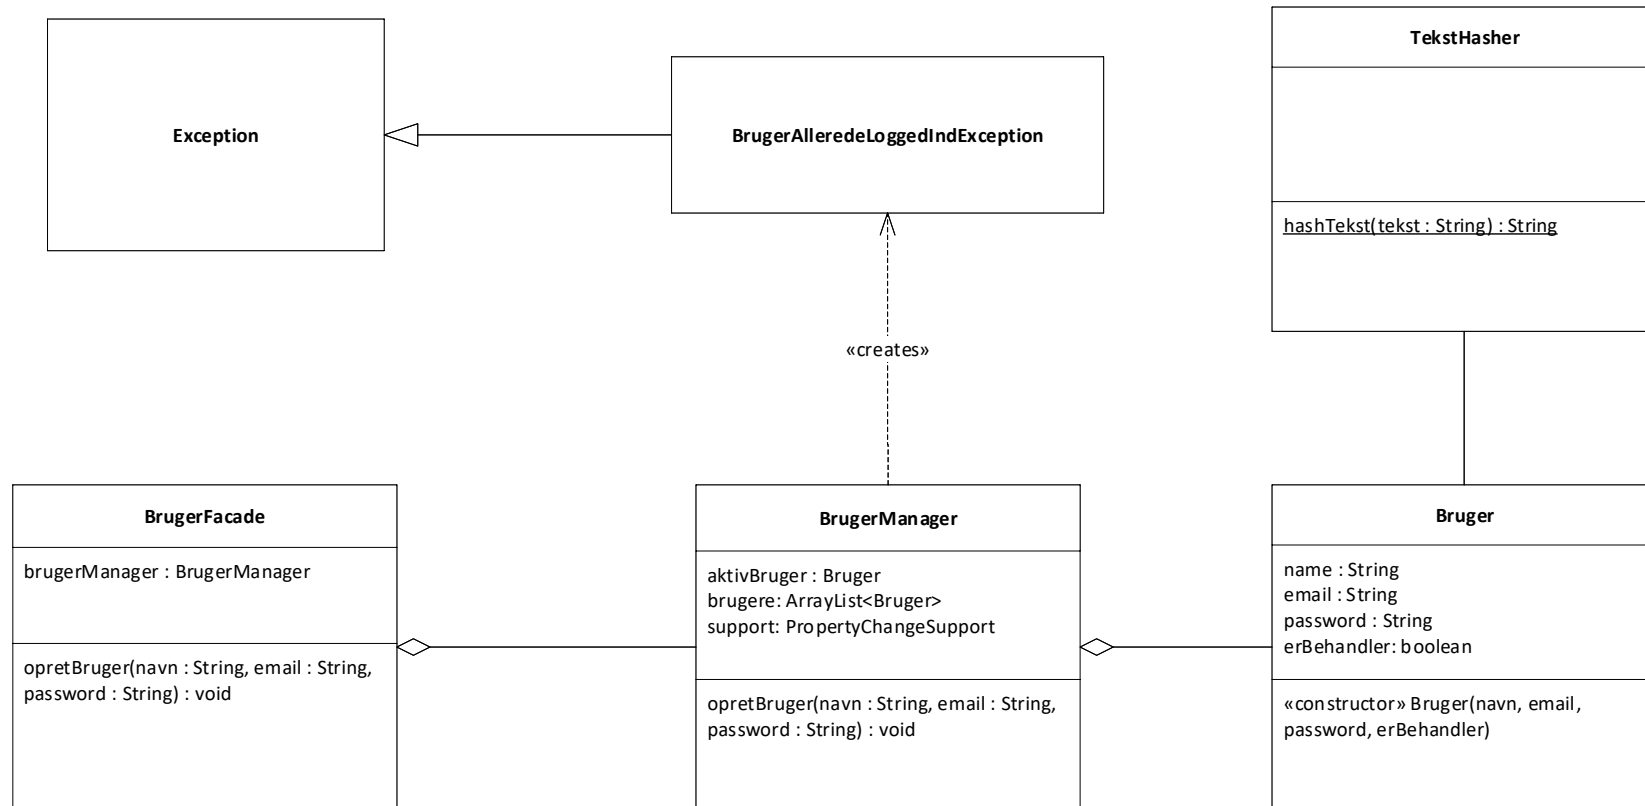 Exception
BrugerAlleredeLoggedIndException
TekstHasher
hashTekst(tekst : String) : String
«creates»
BrugerFacade
brugerManager : BrugerManager
opretBruger(navn : String, email : String,
password : String) : void
BrugerManager
aktivBruger : Bruger
brugere: ArrayList<Bruger>
support: PropertyChangeSupport
opretBruger(navn : String, email : String,
password : String) : void
Bruger
name : String
email : String
password : String
erBehandler: boolean
«constructor» Bruger(navn, email,
password, erBehandler)